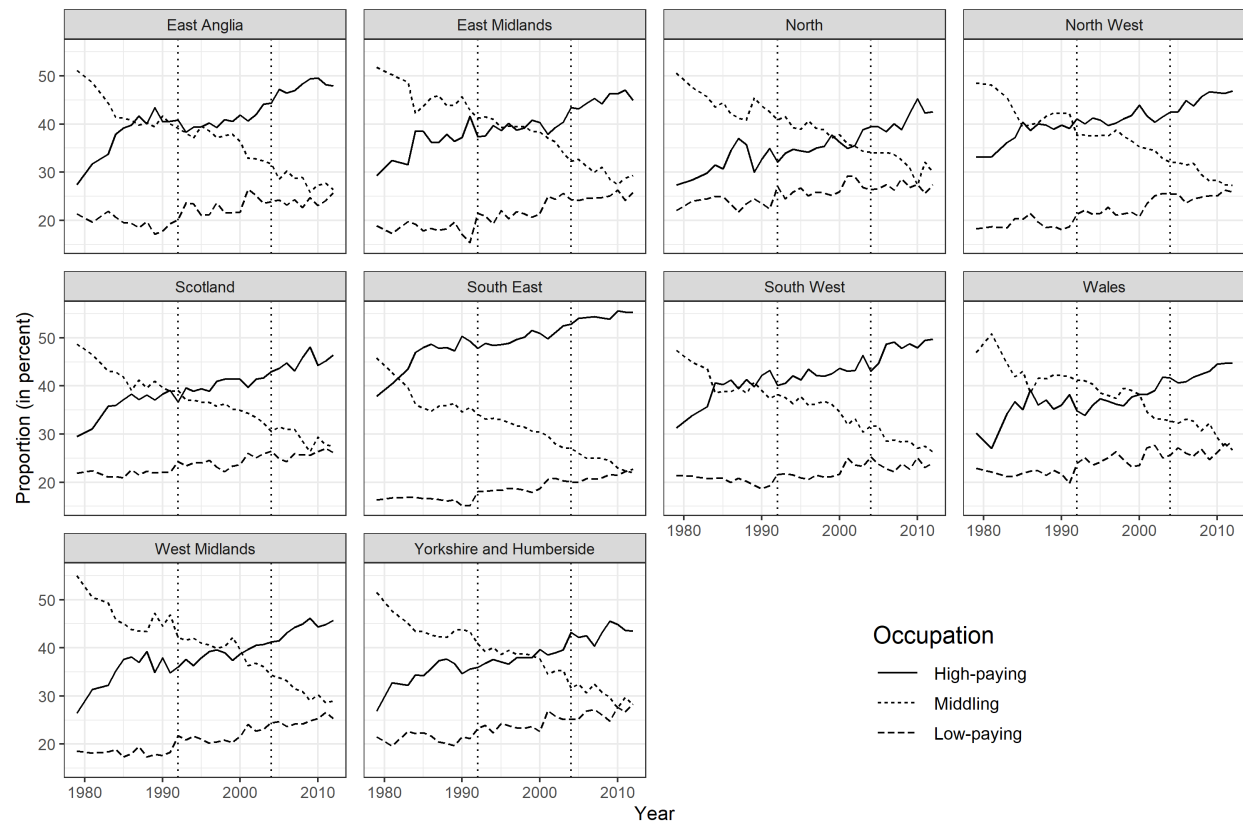 East Anglia
East Midlands
North
North West
50
40
30
20
Scotland
South East
South West
Wales
50
40
30
20
1980 1990 2000 2010
1980 1990 2000 2010
West Midlands
Yorkshire and Humberside
50
40
30
20
1980 1990 2000 2010
1980 1990 2000 2010
Proportion (in percent)
Year
Occupation
High-paying
Middling
Low-paying